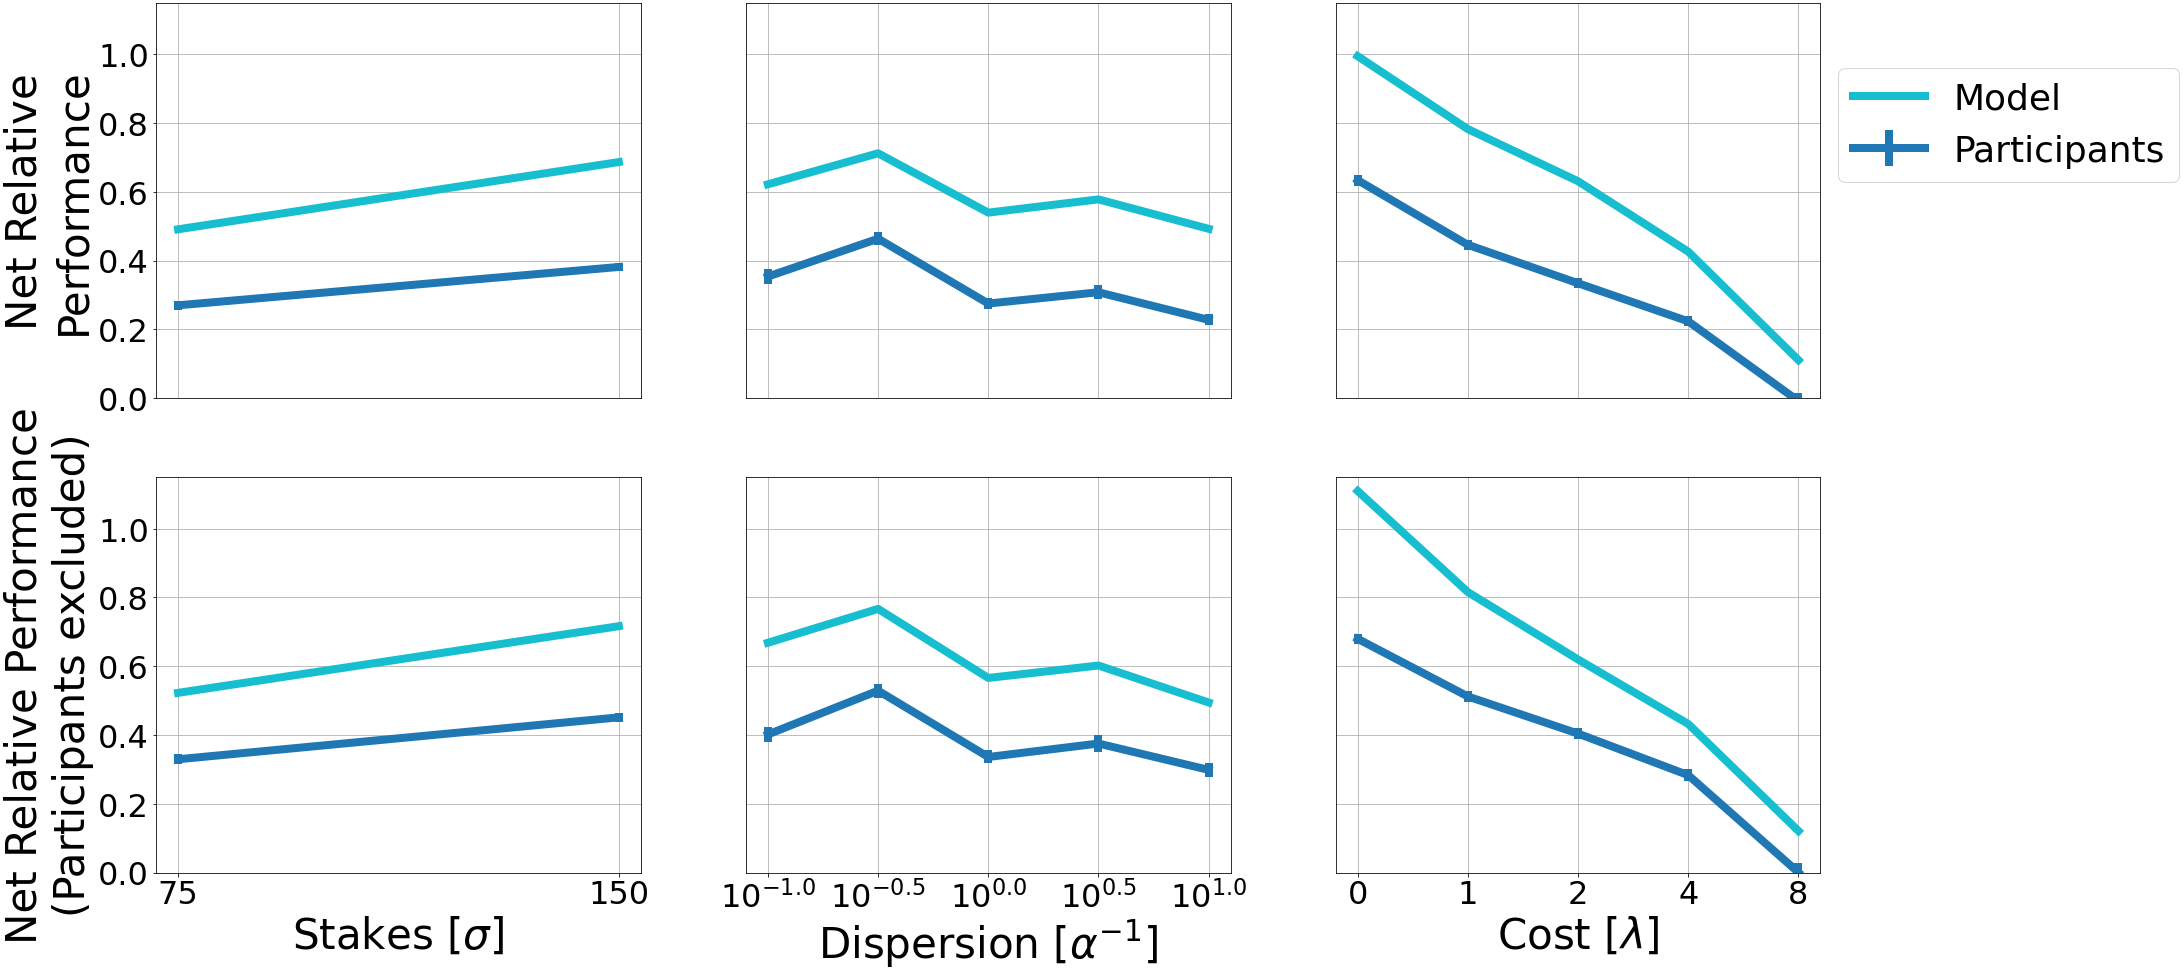 Net Relative
Performance
1.0
0.8
0.6
0.4
0.2
0.0
Model
Participants
Net Relative Performance
(Participants excluded)
1.0
0.8
0.6
0.4
0.2
0.0
75 150
Stakes [σ]
10^{-1.0} 10^{-0.5} 10^{0.0} 10^{0.5} 10^{1.0}
Dispersion [α^{-1}]
0 1 2 4 8
Cost [λ]